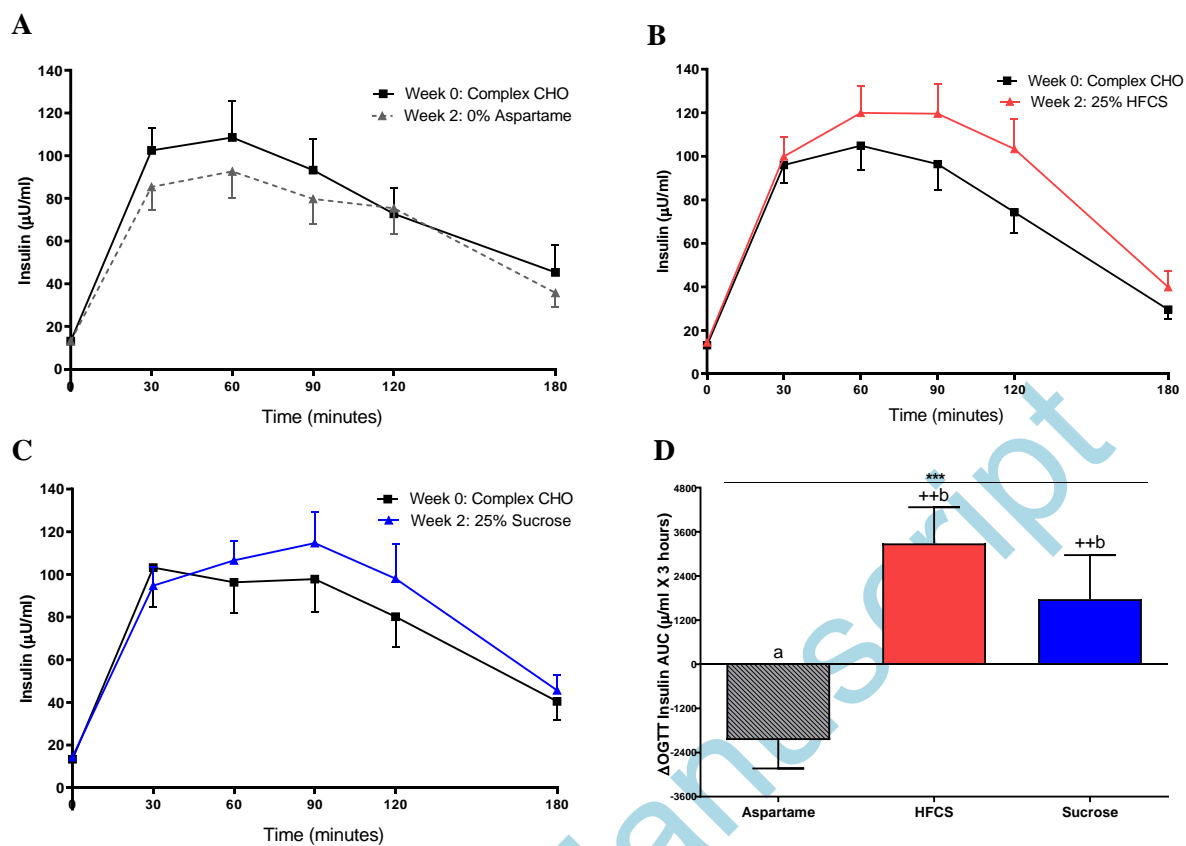 A
Week 0: Complex CHO
Week 2: 0% Aspartame
Insulin (μU/ml)
140
120
100
80
60
40
20
0
0 30 60 90 120 180
Time (minutes)
B
Week 0: Complex CHO
Week 2: 25% HFCS
Insulin (μU/ml)
140
120
100
80
60
40
20
0
0 30 60 90 120 180
Time (minutes)
C
Week 0: Complex CHO
Week 2: 25% Sucrose
Insulin (μU/ml)
140
120
100
80
60
40
20
0
0 30 60 90 120 180
Time (minutes)
D
ΔOGTT Insulin AUC (μ/ml X 3 hours)
4800
3600
2400
1200
0
-1200
-2400
-3600
***
a
++b
++b
Aspartame HFCS Sucrose
anuscript